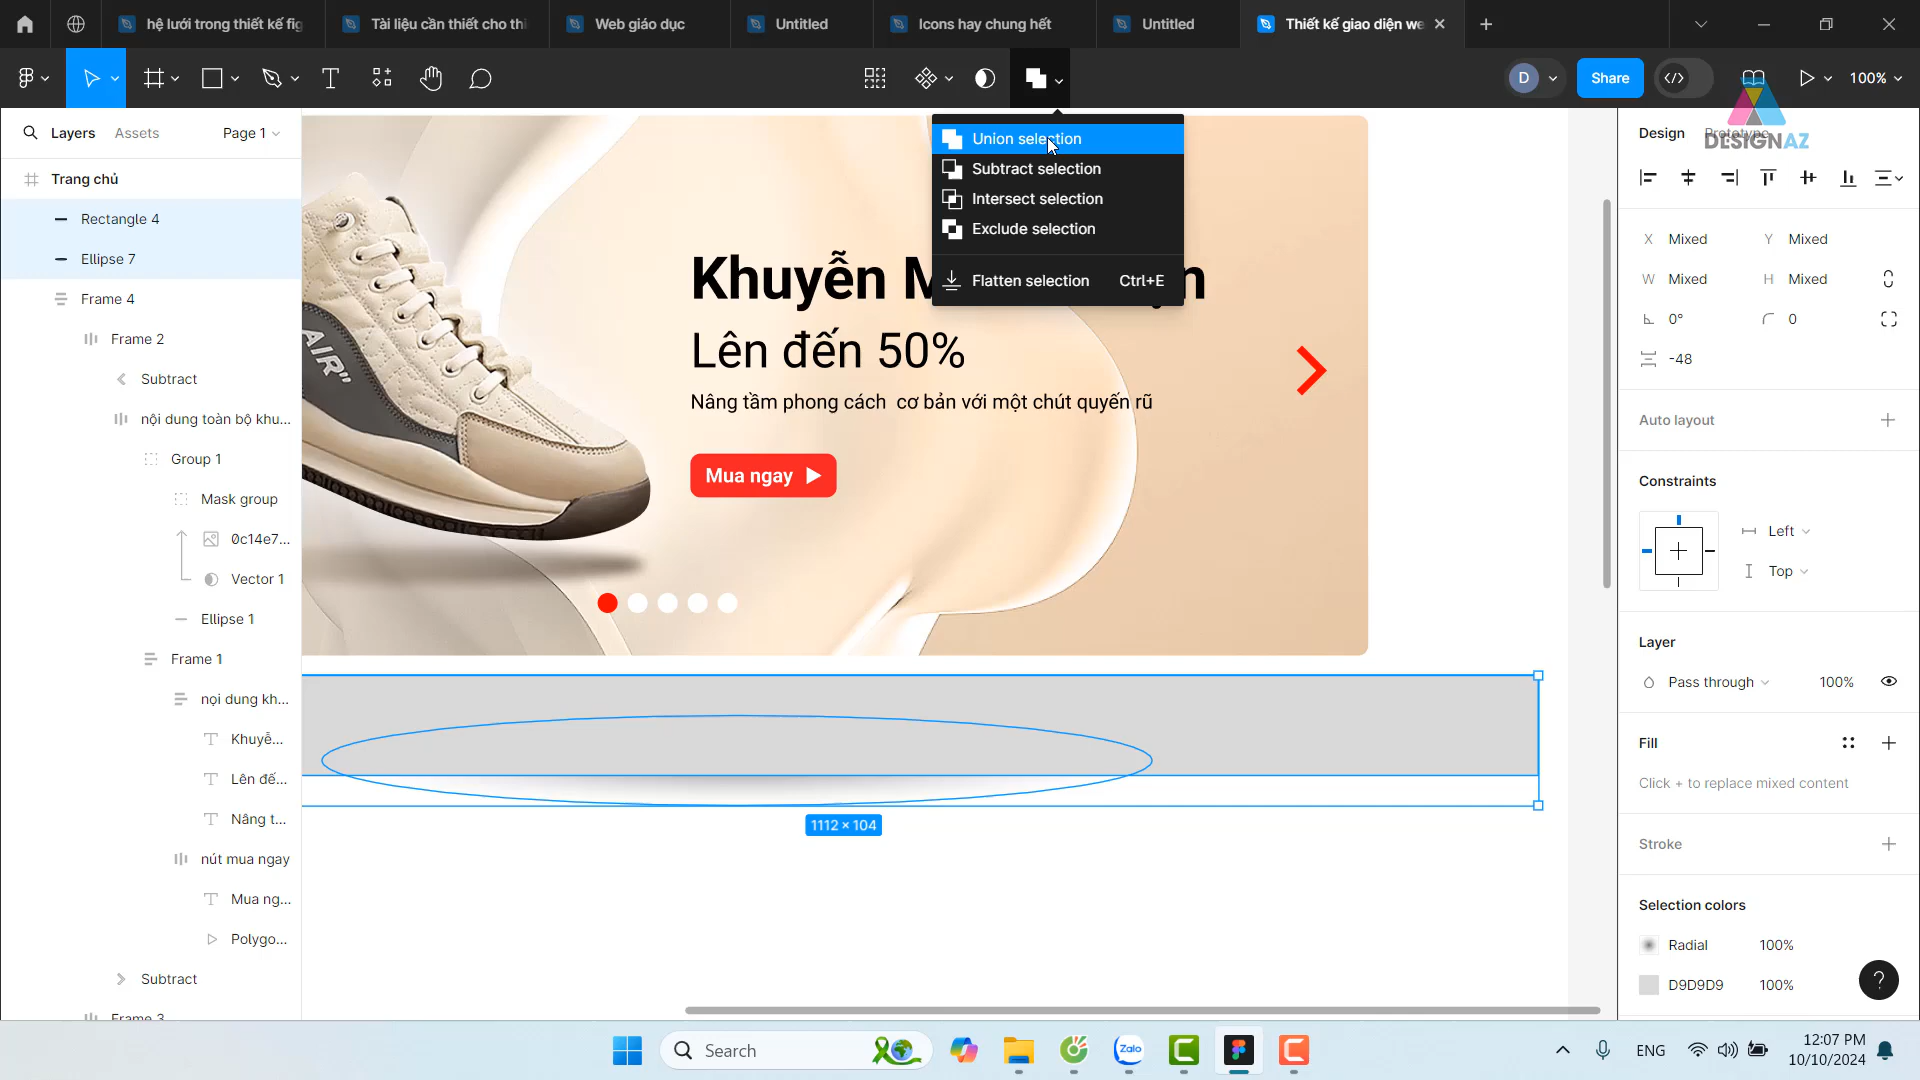 hệ lưới trong thiết kế fig
Tài liệu cần thiết cho thi
Web giáo dục
Untitled
Icons hay chung hết
Untitled
Thiết kế giao diện we
D
Share
100%
Layers
Assets
Page 1
Trang chủ
Rectangle 4
Ellipse 7
Frame 4
Frame 2
Subtract
nội dung toàn bộ khu...
Group 1
Mask group
0c14e7...
Vector 1
Ellipse 1
Frame 1
nọi dung kh...
Khuyễ...
Lên đế...
Nâng t...
nút mua ngay
Mua ng...
Polygo...
Subtract
Frame 3
Union selection
Subtract selection
Intersect selection
Exclude selection
Flatten selection Ctrl+E
AIR"
Khuyễn M n
Lên đến 50%
Nâng tầm phong cách cơ bản với một chút quyến rũ
Mua ngay
1112 × 104
Design
Prototype
DESIGNAZ
X Mixed Y Mixed
W Mixed H Mixed
0° 0
-48
Auto layout
Constraints
Left
Top
Layer
Pass through 100%
Fill
Click + to replace mixed content
Stroke
Selection colors
Radial 100%
D9D9D9 100%
?
Search
Zalo
ENG
12:07 PM
10/10/2024